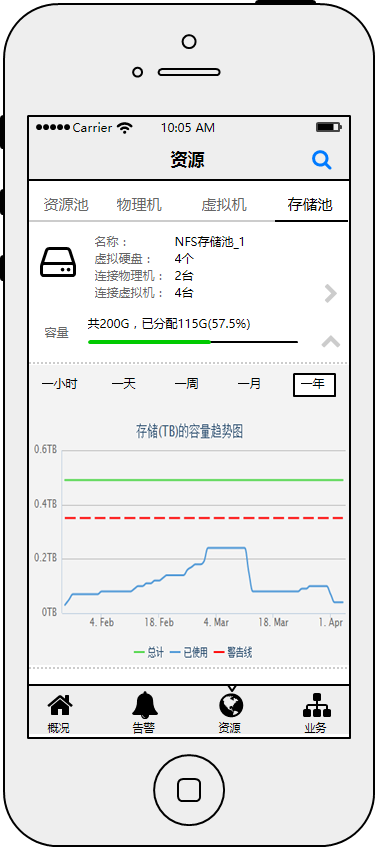 Carrier 10:05 AM
资源
资源池 物理机 虚拟机 存储池
名称： NFS存储池_1
虚拟硬盘： 4个
连接物理机： 2台
连接虚拟机： 4台
容量 共200G，已分配115G(57.5%)
一小时 一天 一周 一月 一年
存储(TB)的容量趋势图
0.6TB
0.4TB
0.2TB
0TB
4. Feb 18. Feb 4. Mar 18. Mar 1. Apr
总计 已使用 警告线
概况 告警 资源 业务